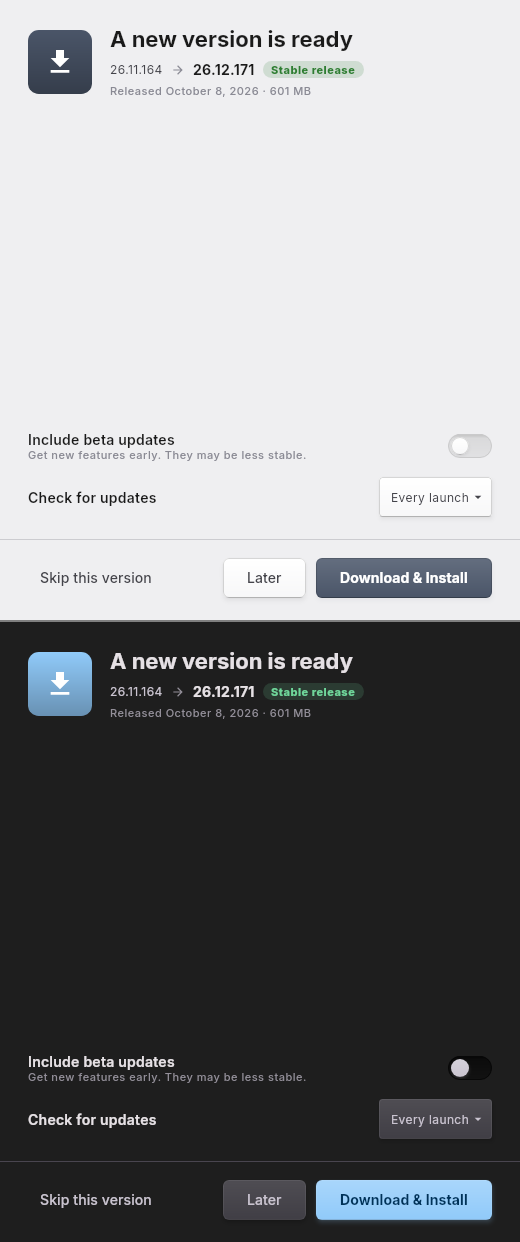 A new version is ready
26.11.164 → 26.12.171 Stable release
Released October 8, 2026 · 601 MB
Include beta updates
Get new features early. They may be less stable.
Check for updates Every launch
Skip this version Later Download & Install
A new version is ready
26.11.164 → 26.12.171 Stable release
Released October 8, 2026 · 601 MB
Include beta updates
Get new features early. They may be less stable.
Check for updates Every launch
Skip this version Later Download & Install